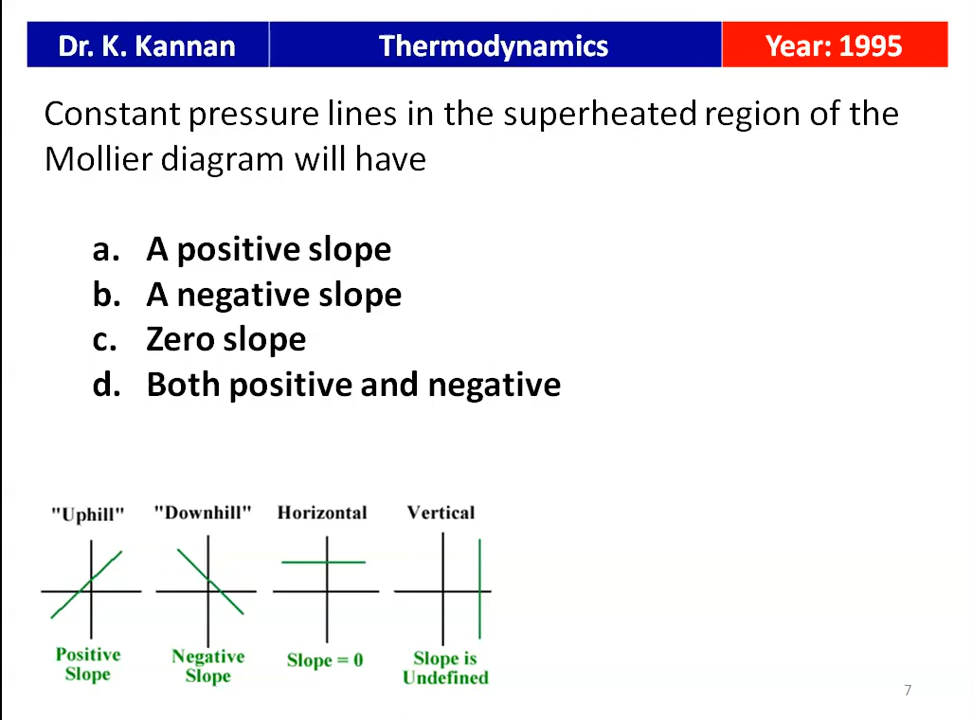 Dr. K. Kannan Thermodynamics Year: 1995
Constant pressure lines in the superheated region of the
Mollier diagram will have
a. A positive slope
b. A negative slope
c. Zero slope
d. Both positive and negative
"Uphill" "Downhill" Horizontal Vertical
Positive Slope Negative Slope Slope = 0 Slope is Undefined
7